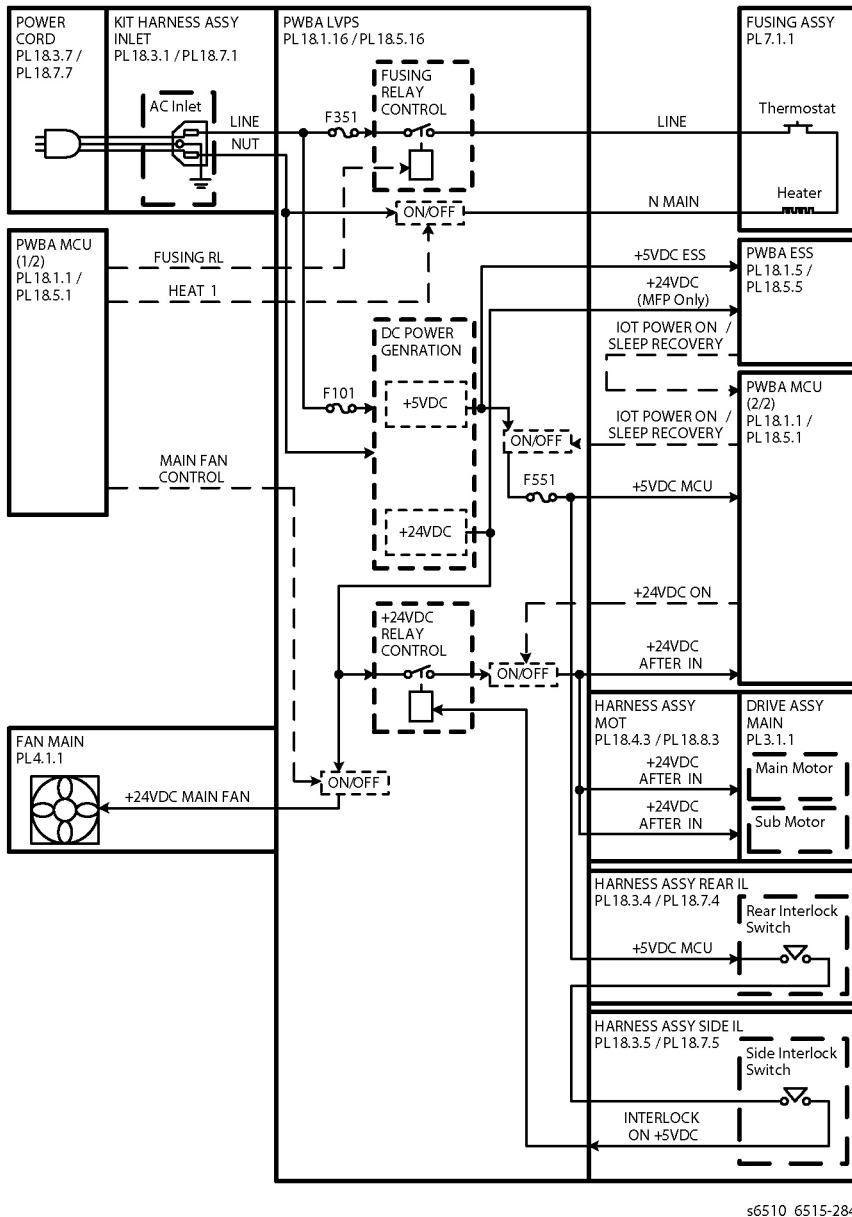 POWER
CORD
PL18.3.7 /
PL18.7.7
KIT HARNESS ASSY
INLET
PL18.3.1 / PL18.7.1
AC Inlet
LINE
NUT
PWBA LVPS
PL18.1.16 / PL18.5.16
FUSING
RELAY
CONTROL
F351
ON/OFF
LINE
N MAIN
FUSING ASSY
PL7.1.1
Thermostat
Heater
PWBA MCU
(1/2)
PL18.1.1 /
PL18.5.1
FUSING RL
HEAT 1
MAIN FAN
CONTROL
DC POWER
GENRATION
F101
+5VDC
+24VDC
ON/OFF
F551
+5VDC ESS
+24VDC
(MFP Only)
IOT POWER ON /
SLEEP RECOVERY
PWBA ESS
PL18.1.5 /
PL18.5.5
IOT POWER ON /
SLEEP RECOVERY
+5VDC MCU
+24VDC ON
+24VDC
AFTER IN
PWBA MCU
(2/2)
PL18.1.1 /
PL18.5.1
+24VDC
RELAY
CONTROL
ON/OFF
ON/OFF
FAN MAIN
PL4.1.1
+24VDC MAIN FAN
HARNESS ASSY
MOT
PL18.4.3 / PL18.8.3
+24VDC
AFTER IN
+24VDC
AFTER IN
DRIVE ASSY
MAIN
PL3.1.1
Main Motor
Sub Motor
HARNESS ASSY REAR IL
PL18.3.4 / PL18.7.4
Rear Interlock
Switch
+5VDC MCU
HARNESS ASSY SIDE IL
PL18.3.5 / PL18.7.5
Side Interlock
Switch
INTERLOCK
ON +5VDC
s6510_6515-284